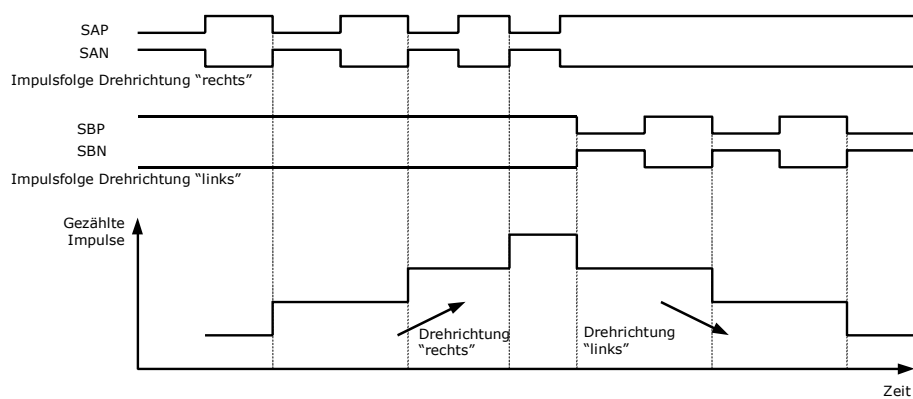 SAP
SAN
Impulsfolge Drehrichtung “rechts”
SBP
SBN
Impulsfolge Drehrichtung “links”
Gezählte
Impulse
Drehrichtung
“rechts”
Drehrichtung
“links”
Zeit